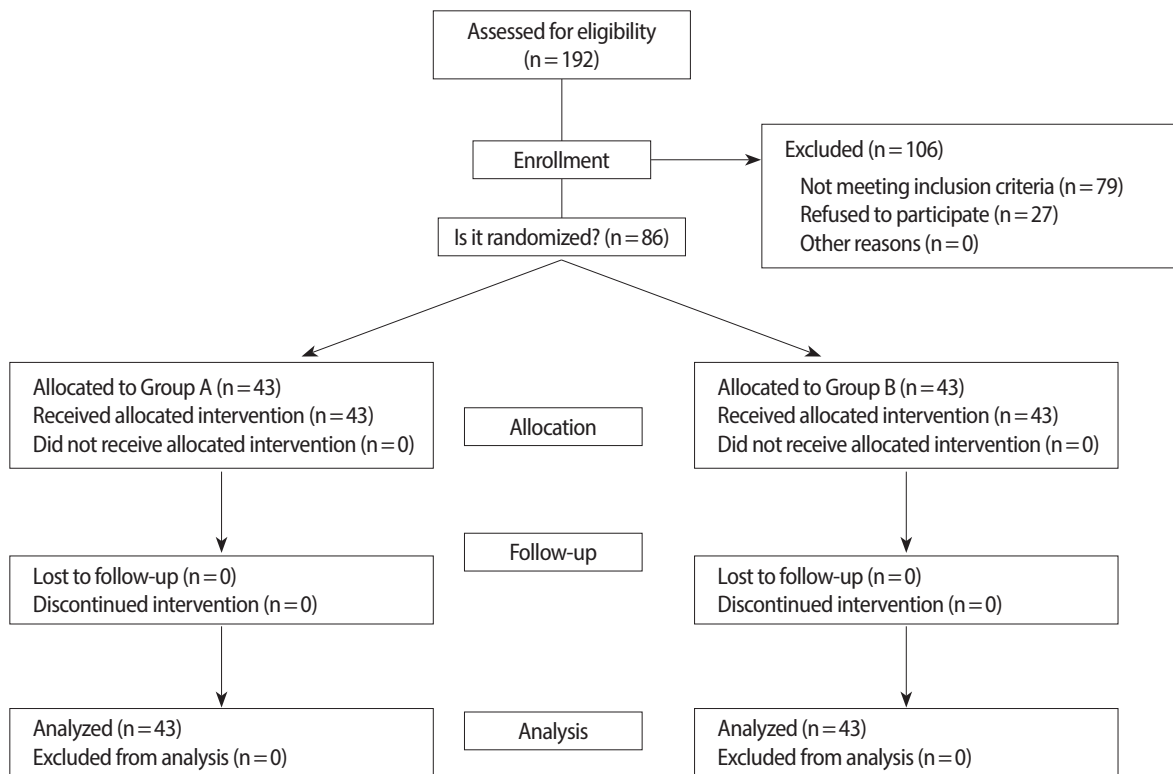 Assessed for eligibility
(n = 192)
Enrollment
Excluded (n = 106)
Not meeting inclusion criteria (n = 79)
Refused to participate (n = 27)
Other reasons (n = 0)
Is it randomized? (n = 86)
Allocated to Group A (n = 43)
Received allocated intervention (n = 43)
Did not receive allocated intervention (n = 0)
Allocation
Allocated to Group B (n = 43)
Received allocated intervention (n = 43)
Did not receive allocated intervention (n = 0)
Follow-up
Lost to follow-up (n = 0)
Discontinued intervention (n = 0)
Lost to follow-up (n = 0)
Discontinued intervention (n = 0)
Analyzed (n = 43)
Excluded from analysis (n = 0)
Analysis
Analyzed (n = 43)
Excluded from analysis (n = 0)